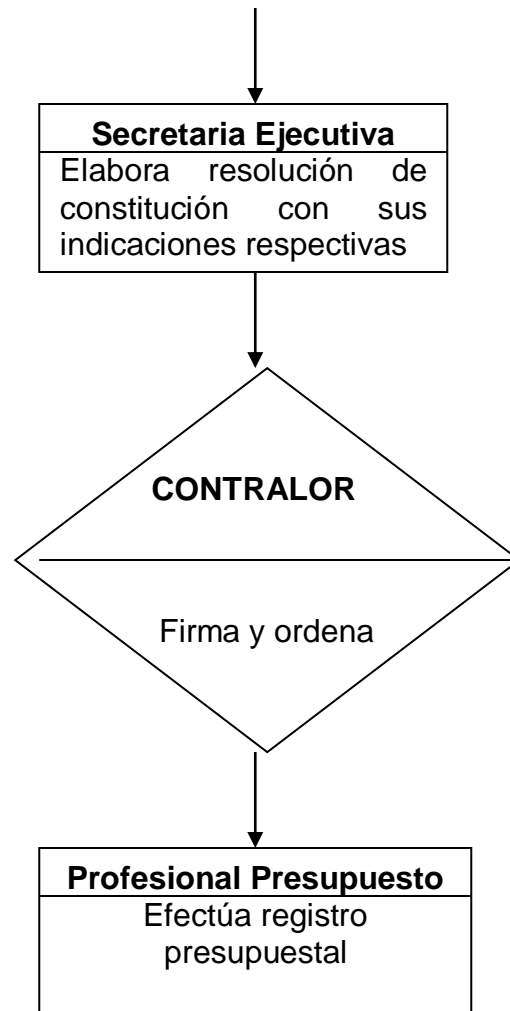 Secretaria Ejecutiva
Elabora resolución de
constitución con sus
indicaciones respectivas
CONTRALOR
Firma y ordena
Profesional Presupuesto
Efectúa registro
presupuestal